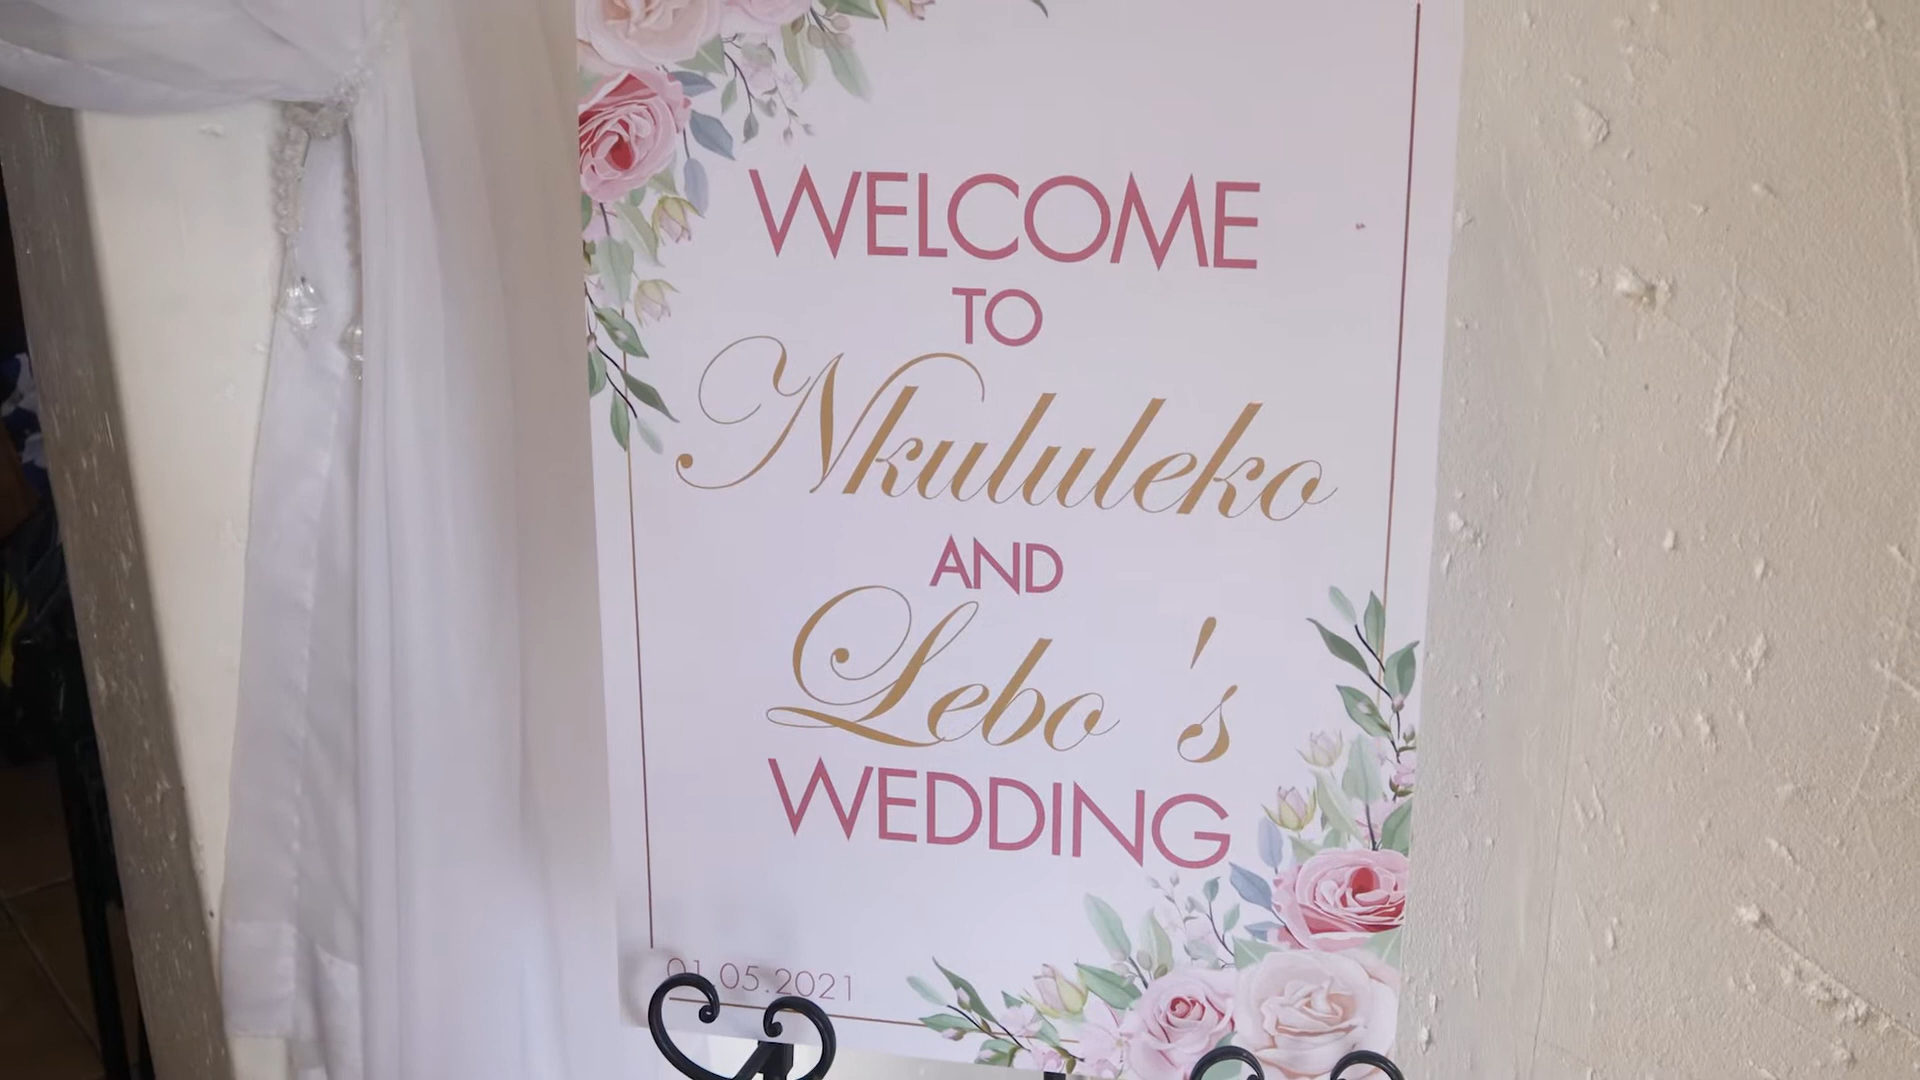 WELCOME
TO
Nkululeko
AND
Lebo 's
WEDDING
01.05.2021